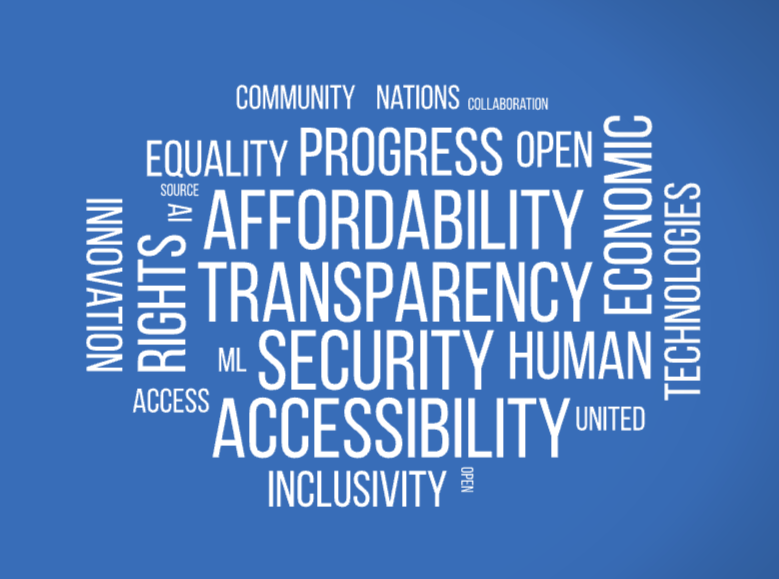 COMMUNITY NATIONS COLLABORATION
EQUALITY PROGRESS OPEN
ECONOMIC
SOURCE
AI
AFFORDABILITY
INNOVATION
RIGHTS
TRANSPARENCY
TECHNOLOGIES
ML SECURITY HUMAN
ACCESS
ACCESSIBILITY UNITED
INCLUSIVITY
OPEN